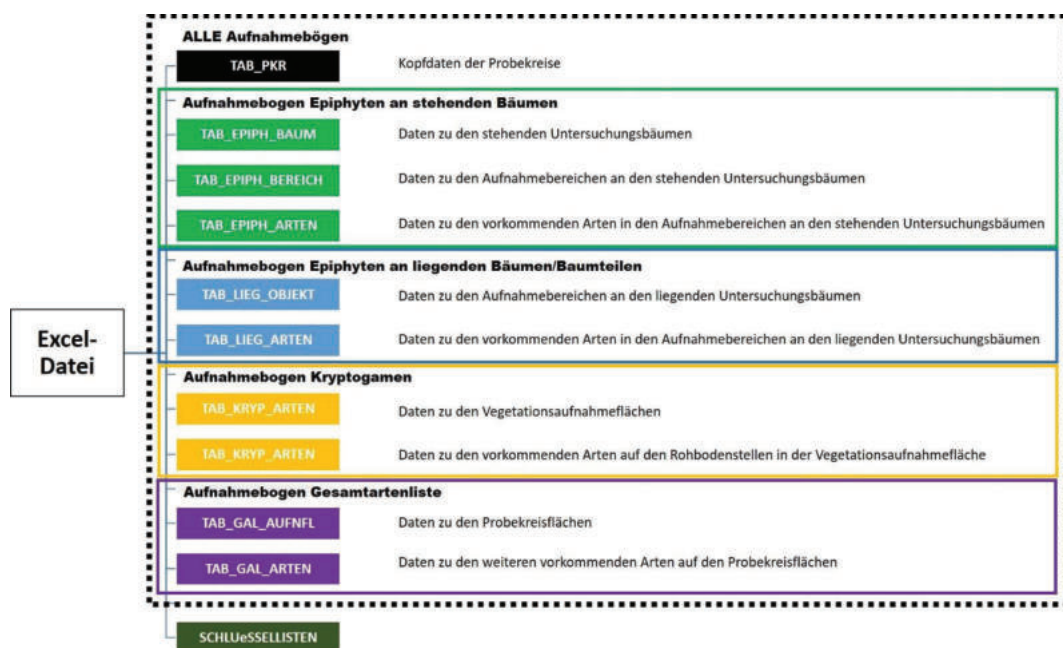 ALLE Aufnahmebögen
TAB_PKR Kopfdaten der Probekreise
Aufnahmebogen Epiphyten an stehenden Bäumen
TAB_EPIPH_BAUM Daten zu den stehenden Untersuchungsbäumen
TAB_EPIPH_BEREICH Daten zu den Aufnahmebereichen an den stehenden Untersuchungsbäumen
TAB_EPIPH_ARTEN Daten zu den vorkommenden Arten in den Aufnahmebereichen an den stehenden Untersuchungsbäumen
Aufnahmebogen Epiphyten an liegenden Bäumen/Baumteilen
TAB_LIEG_OBJEKT Daten zu den Aufnahmebereichen an den liegenden Untersuchungsbäumen
TAB_LIEG_ARTEN Daten zu den vorkommenden Arten in den Aufnahmebereichen an den liegenden Untersuchungsbäumen
Excel-
Datei
Aufnahmebogen Kryptogamen
TAB_KRYP_ARTEN Daten zu den Vegetationsaufnahmeflächen
TAB_KRYP_ARTEN Daten zu den vorkommenden Arten auf den Rohbodenstellen in der Vegetationsaufnahmefläche
Aufnahmebogen Gesamtartenliste
TAB_GAL_AUFNFL Daten zu den Probekreisflächen
TAB_GAL_ARTEN Daten zu den weiteren vorkommenden Arten auf den Probekreisflächen
SCHLUeSSELLISTEN